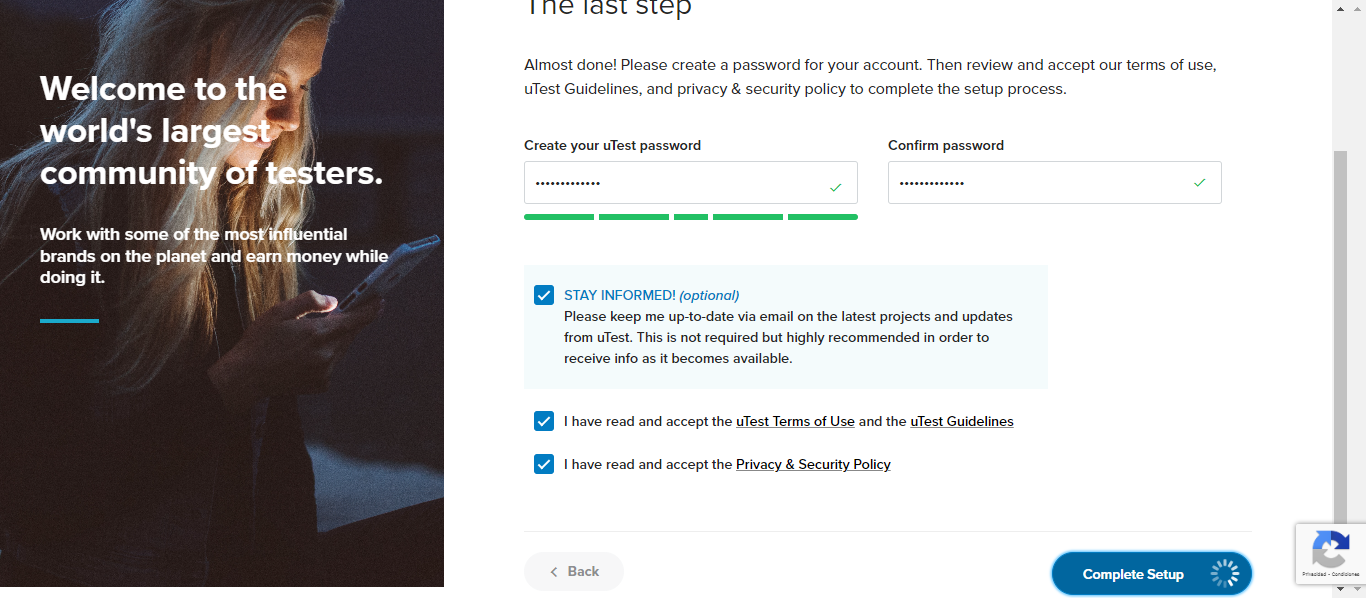 Welcome to the
world's largest
community of testers.
Work with some of the most influential
brands on the planet and earn money while
doing it.
The last step
Almost done! Please create a password for your account. Then review and accept our terms of use,
uTest Guidelines, and privacy & security policy to complete the setup process.
Create your uTest password
Confirm password
STAY INFORMED! (optional)
Please keep me up-to-date via email on the latest projects and updates
from uTest. This is not required but highly recommended in order to
receive info as it becomes available.
I have read and accept the uTest Terms of Use and the uTest Guidelines
I have read and accept the Privacy & Security Policy
Back
Complete Setup
Privacidad - Condiciones